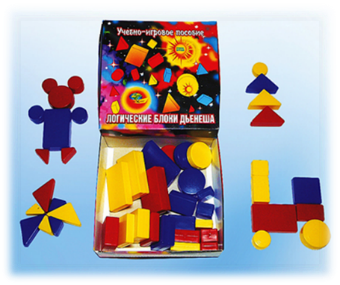 Учебно-игровое пособие
ЛОГИЧЕСКИЕ БЛОКИ ДЬЕНЕША